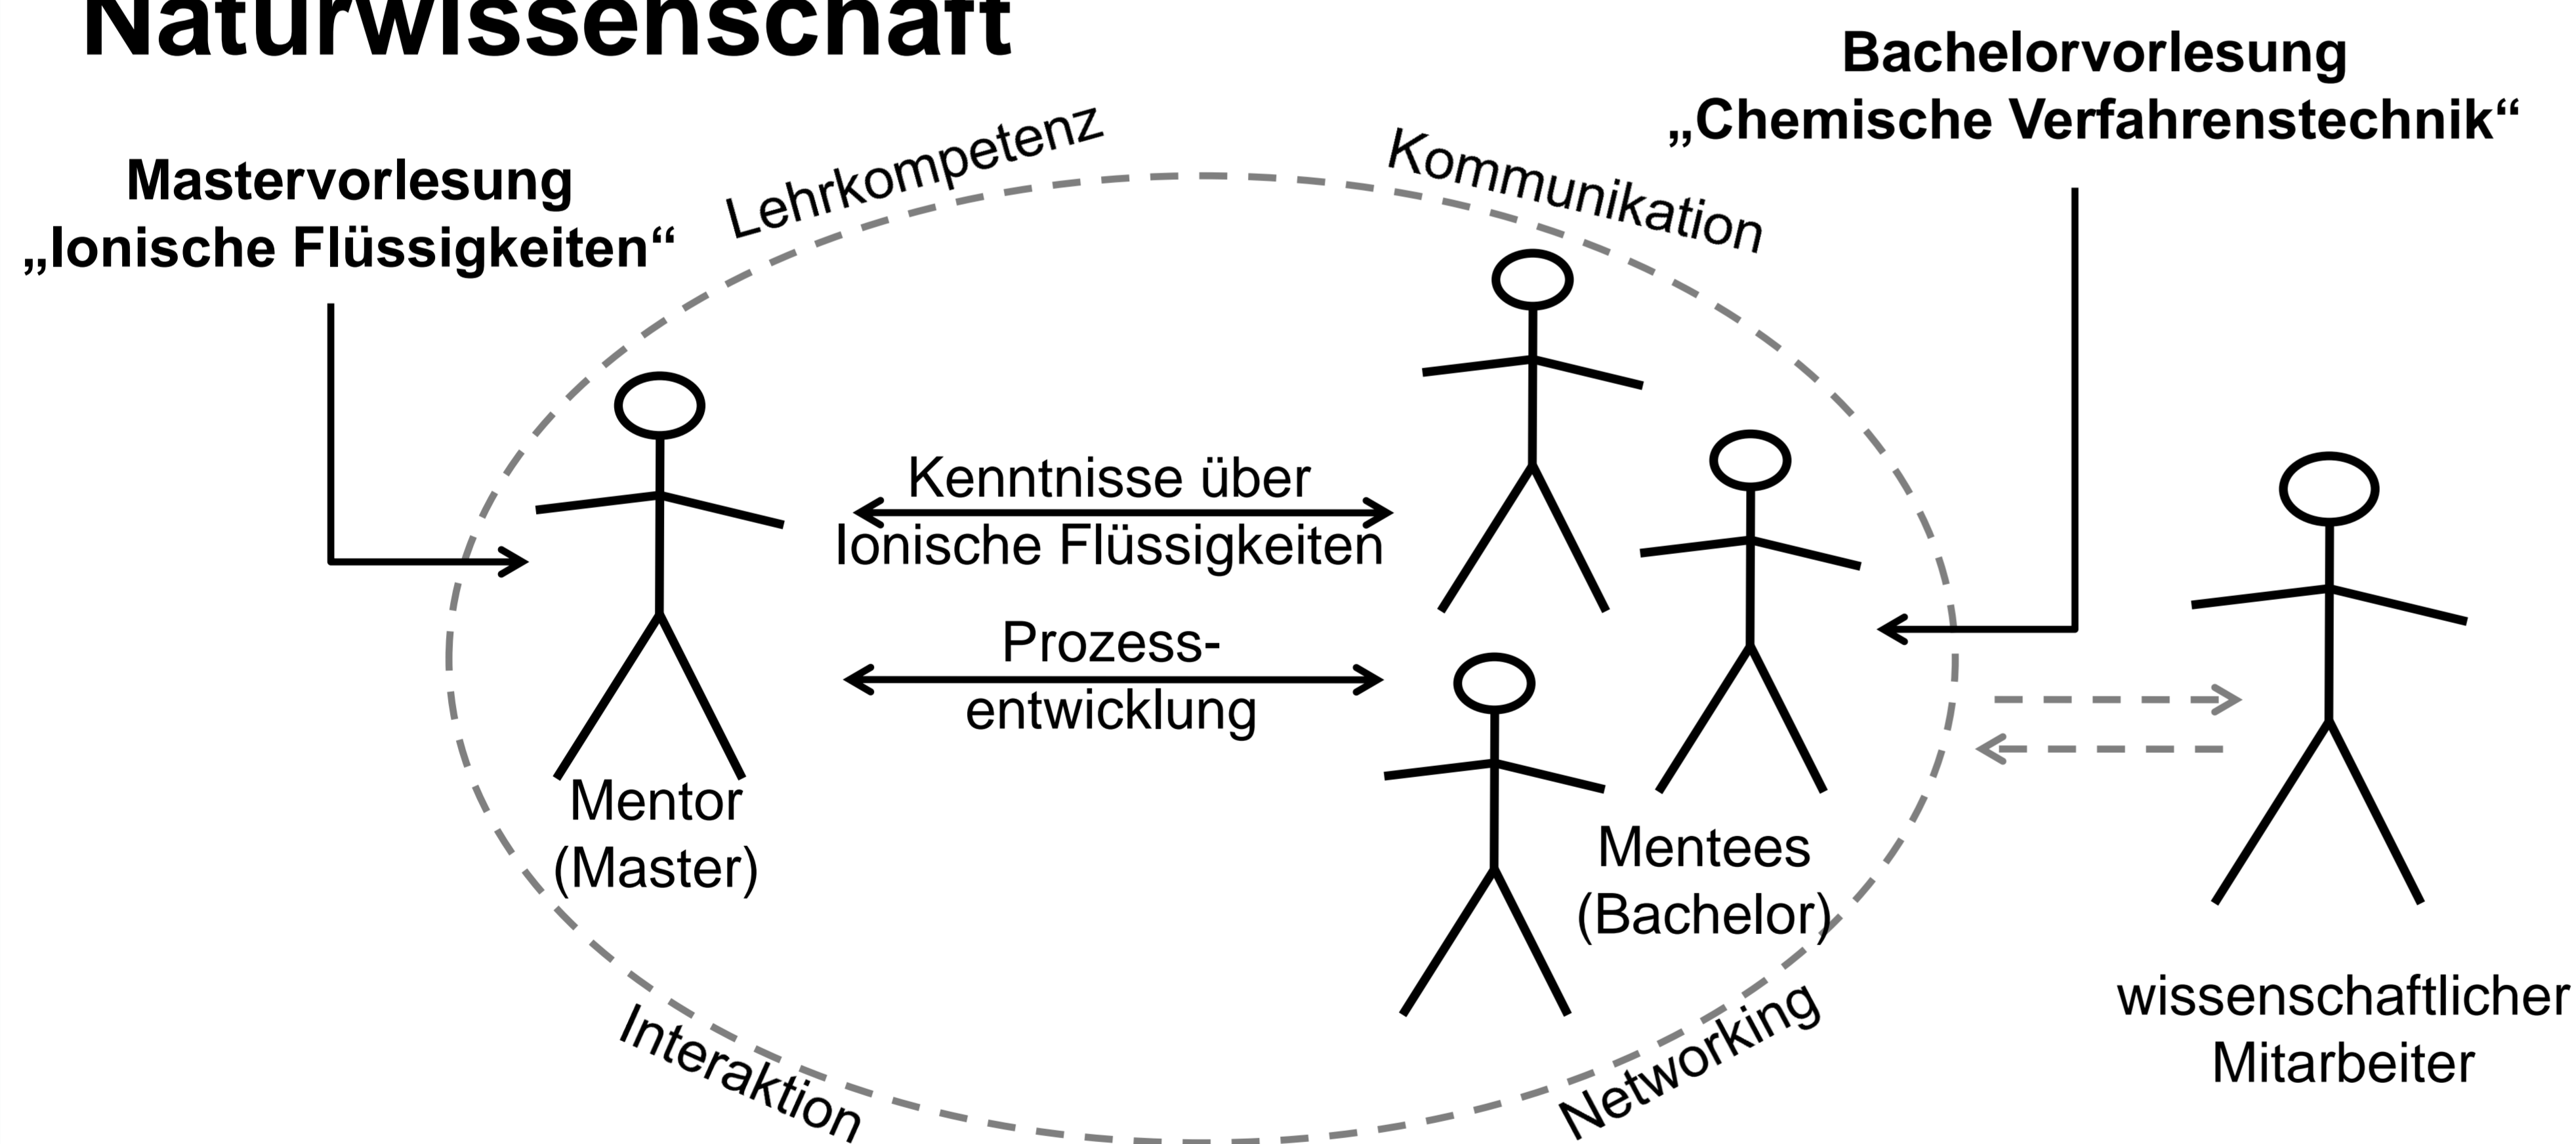 Naturwissenschaft
Bachelorvorlesung
„Chemische Verfahrenstechnik“
Mastervorlesung
„Ionische Flüssigkeiten“
Lehrkompetenz
Kommunikation
Kenntnisse über
Ionische Flüssigkeiten
Prozess-
entwicklung
Mentor
(Master)
Mentees
(Bachelor)
wissenschaftlicher
Mitarbeiter
Interaktion
Networking